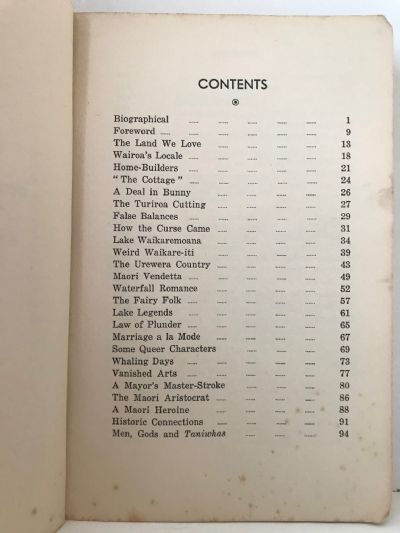 CONTENTS
Biographical ..... ..... ..... ..... 1
Foreword ..... ..... ..... ..... ..... 9
The Land We Love ..... ..... ..... 13
Wairoa's Locale ..... ..... ..... ..... 18
Home-Builders ..... ..... ..... ..... 21
"The Cottage" ..... ..... ..... ..... 24
A Deal in Bunny ..... ..... ..... ..... 26
The Turiroa Cutting ..... ..... ..... 27
False Balances ..... ..... ..... ..... 29
How the Curse Came ..... ..... ..... 31
Lake Waikaremoana ..... ..... ..... 34
Weird Waikare-iti ..... ..... ..... 39
The Urewera Country ..... ..... ..... 43
Maori Vendetta ..... ..... ..... ..... 49
Waterfall Romance ..... ..... ..... 52
The Fairy Folk ..... ..... ..... ..... 57
Lake Legends ..... ..... ..... ..... 61
Law of Plunder ..... ..... ..... ..... 65
Marriage a la Mode ..... ..... ..... 67
Some Queer Characters ..... ..... ..... 69
Whaling Days ..... ..... ..... ..... 73
Vanished Arts ..... ..... ..... ..... 77
A Mayor's Master-Stroke ..... ..... ..... 80
The Maori Aristocrat ..... ..... ..... 86
A Maori Heroine ..... ..... ..... ..... 88
Historic Connections ..... ..... ..... 91
Men, Gods and Taniwhas ..... ..... ..... 94